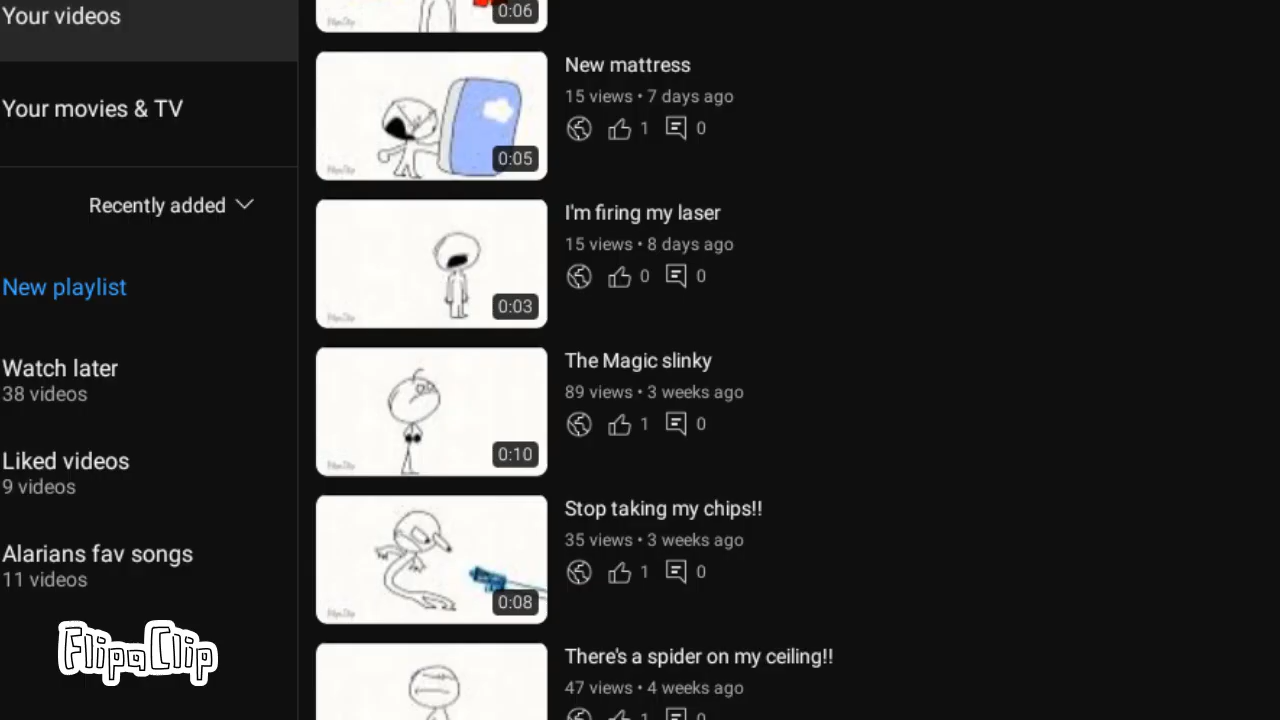 Your videos
Your movies & TV
Recently added
New playlist
Watch later
38 videos
Liked videos
9 videos
Alarians fav songs
11 videos
FlipaClip
0:06
New mattress
15 views • 7 days ago
1 0
0:05
I'm firing my laser
15 views • 8 days ago
0 0
0:03
The Magic slinky
89 views • 3 weeks ago
1 0
0:10
Stop taking my chips!!
35 views • 3 weeks ago
1 0
0:08
There's a spider on my ceiling!!
47 views • 4 weeks ago
1 0